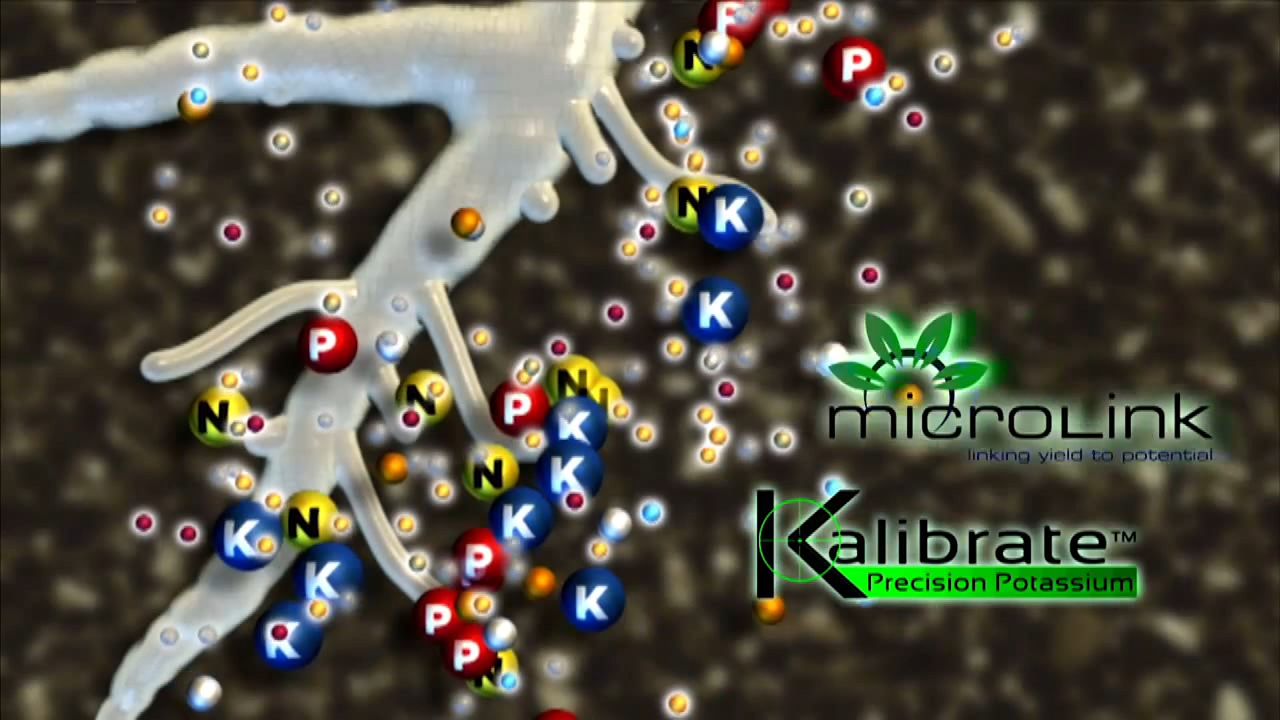 P
N
P
N
K
K
P
N
N
P
N
N
K
K
N
K
K
N
P
K
K
P
K
P
N
microLink
linking yield to potential
Kalibrate™
Precision Potassium